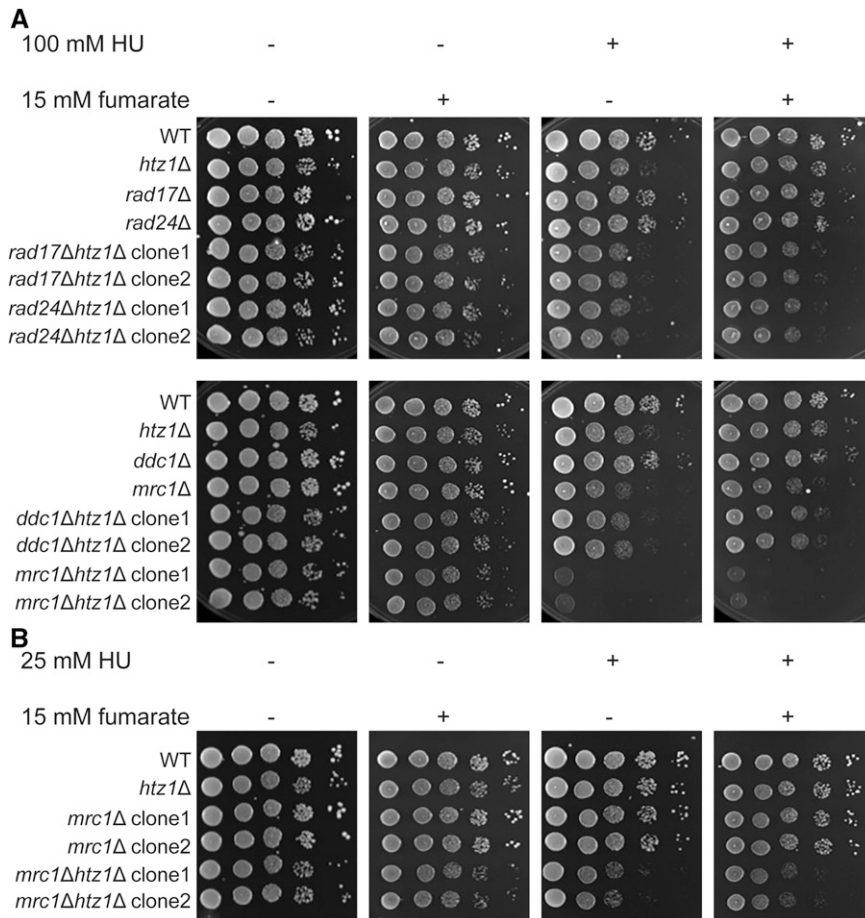 A
100 mM HU - - + +
15 mM fumarate - + - +
WT
htz1Δ
rad17Δ
rad24Δ
rad17Δhtz1Δ clone1
rad17Δhtz1Δ clone2
rad24Δhtz1Δ clone1
rad24Δhtz1Δ clone2
WT
htz1Δ
ddc1Δ
mrc1Δ
ddc1Δhtz1Δ clone1
ddc1Δhtz1Δ clone2
mrc1Δhtz1Δ clone1
mrc1Δhtz1Δ clone2
B
25 mM HU - - + +
15 mM fumarate - + - +
WT
htz1Δ
mrc1Δ clone1
mrc1Δ clone2
mrc1Δhtz1Δ clone1
mrc1Δhtz1Δ clone2